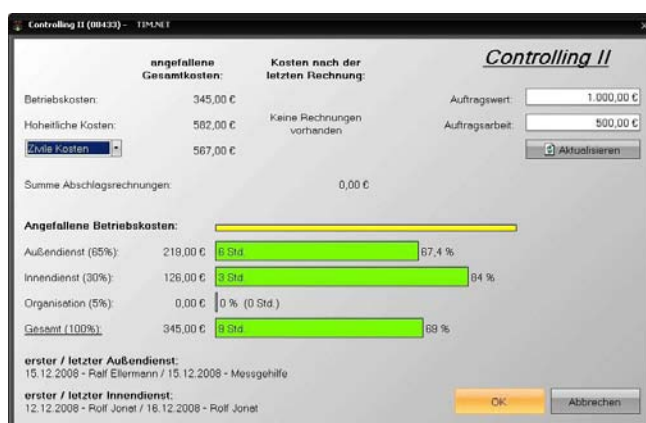 Controlling II (00433) - TIM.NET
Controlling II
angefallene Gesamtkosten:
Kosten nach der letzten Rechnung:
Betriebskosten: 345,00 €
Auftragswert: 1.000,00 €
Hoheitliche Kosten: 582,00 €
Keine Rechnungen vorhanden
Auftragsarbeit: 500,00 €
Zivile Kosten 567,00 €
Aktualisieren
Summe Abschlagsrechnungen: 0,00 €
Angefallene Betriebskosten:
Außendienst (65%): 219,00 € 6 Std. 67,4 %
Innendienst (30%): 126,00 € 3 Std. 84 %
Organisation (5%): 0,00 € 0 % (0 Std.)
Gesamt (100%): 345,00 € 9 Std. 69 %
erster / letzter Außendienst:
15.12.2008 - Ralf Ellermann / 15.12.2008 - Messgehilfe
erster / letzter Innendienst:
12.12.2008 - Rolf Jonat / 16.12.2008 - Rolf Jonat
OK
Abbrechen